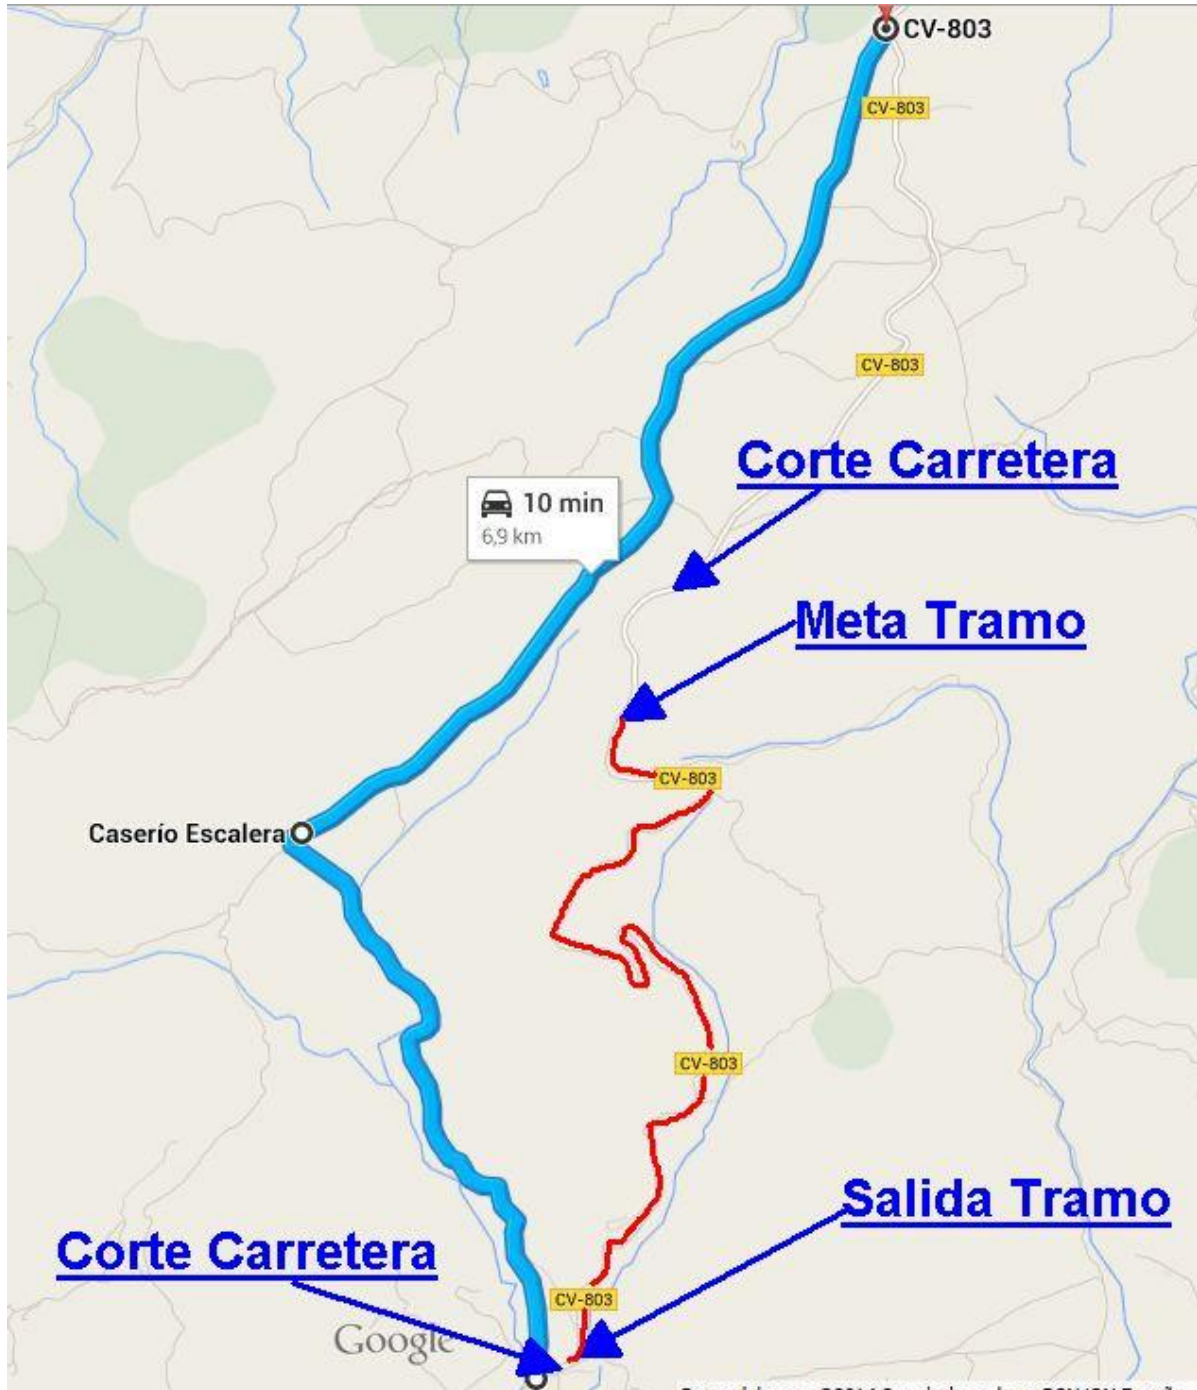 CV-803
CV-803
CV-803
Corte Carretera
10 min
6,9 km
Meta Tramo
CV-803
Caserío Escalera
CV-803
Salida Tramo
Corte Carretera
CV-803
Google